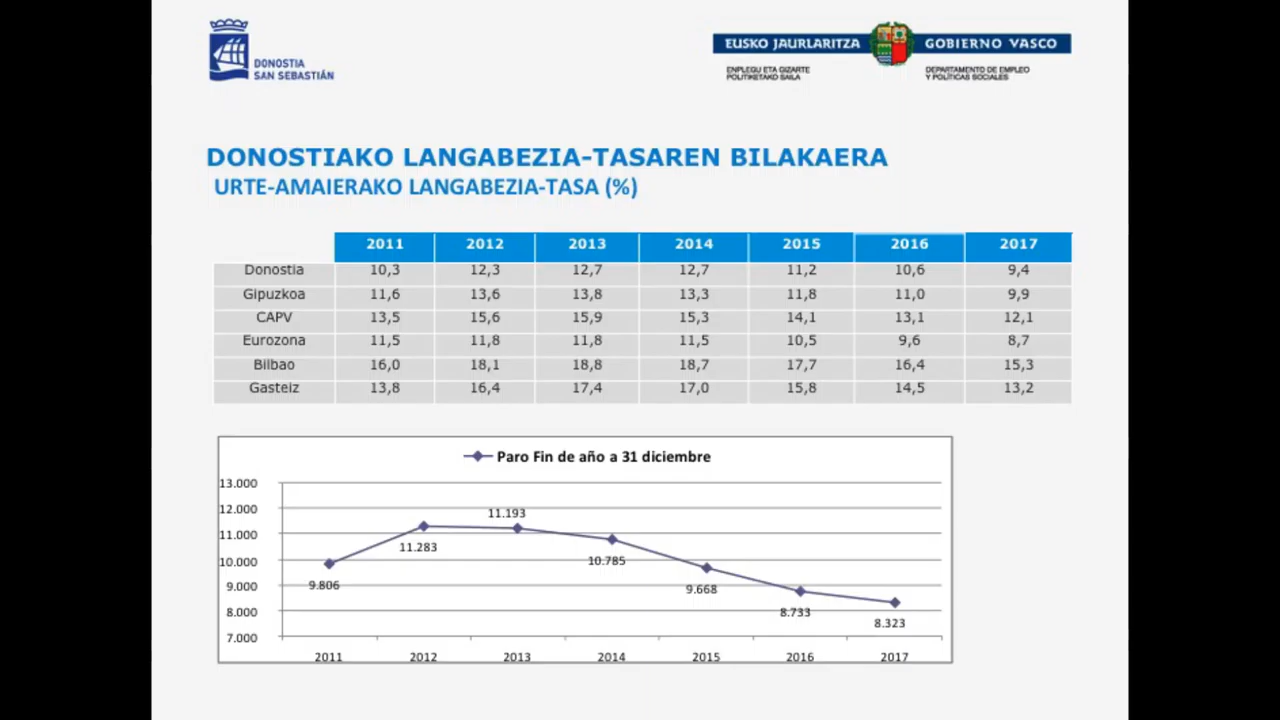 DONOSTIA
SAN SEBASTIÁN
EUSKO JAURLARITZA
GOBIERNO VASCO
ENPLEGU ETA GIZARTE
POLITIKETAKO SAILA
DEPARTAMENTO DE EMPLEO
Y POLÍTICAS SOCIALES
DONOSTIAKO LANGABEZIA-TASAREN BILAKAERA
URTE-AMAIERAKO LANGABEZIA-TASA (%)
2011 2012 2013 2014 2015 2016 2017
Donostia 10,3 12,3 12,7 12,7 11,2 10,6 9,4
Gipuzkoa 11,6 13,6 13,8 13,3 11,8 11,0 9,9
CAPV 13,5 15,6 15,9 15,3 14,1 13,1 12,1
Eurozona 11,5 11,8 11,8 11,5 10,5 9,6 8,7
Bilbao 16,0 18,1 18,8 18,7 17,7 16,4 15,3
Gasteiz 13,8 16,4 17,4 17,0 15,8 14,5 13,2
Paro Fin de año a 31 diciembre
13.000
12.000
11.000
10.000
9.000
8.000
7.000
9.806
11.283
11.193
10.785
9.668
8.733
8.323
2011 2012 2013 2014 2015 2016 2017